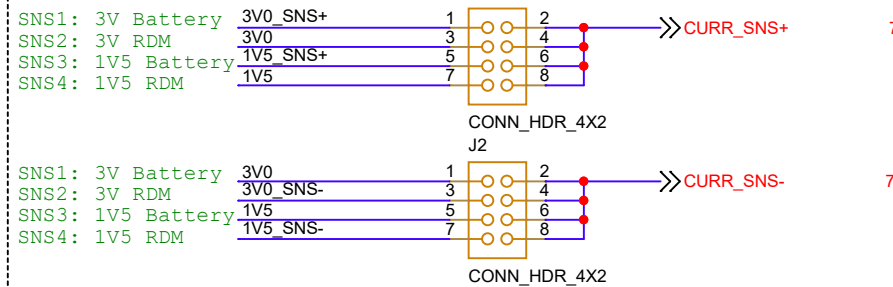 SNS1: 3V Battery 3V0_SNS+ 1 2 CURR_SNS+ 7
SNS2: 3V RDM 3V0 3 4
SNS3: 1V5 Battery 1V5_SNS+ 5 6
SNS4: 1V5 RDM 1V5 7 8
CONN_HDR_4X2
J2
SNS1: 3V Battery 3V0 1 2 CURR_SNS- 7
SNS2: 3V RDM 3V0_SNS- 3 4
SNS3: 1V5 Battery 1V5 5 6
SNS4: 1V5 RDM 1V5_SNS- 7 8
CONN_HDR_4X2